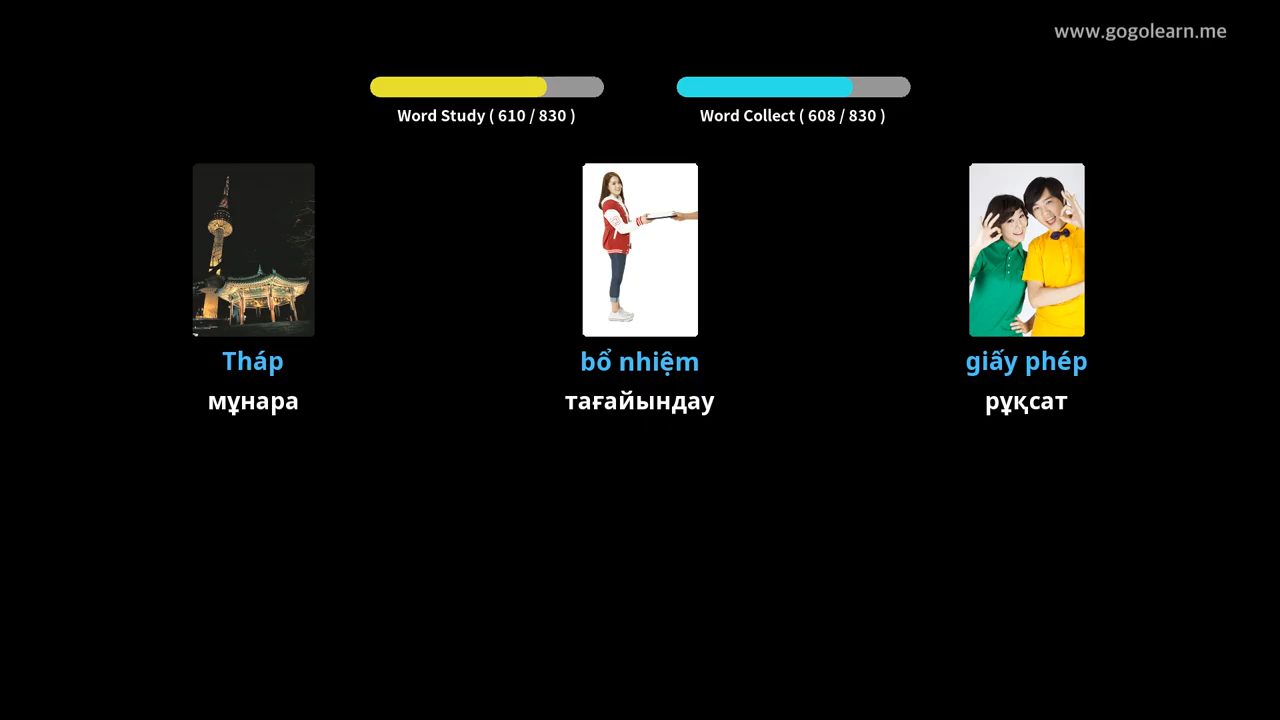 www.gogolearn.me
Word Study ( 610 / 830 )
Word Collect ( 608 / 830 )
Tháp
bổ nhiệm
giấy phép
мұнара
тағайындау
рұқсат